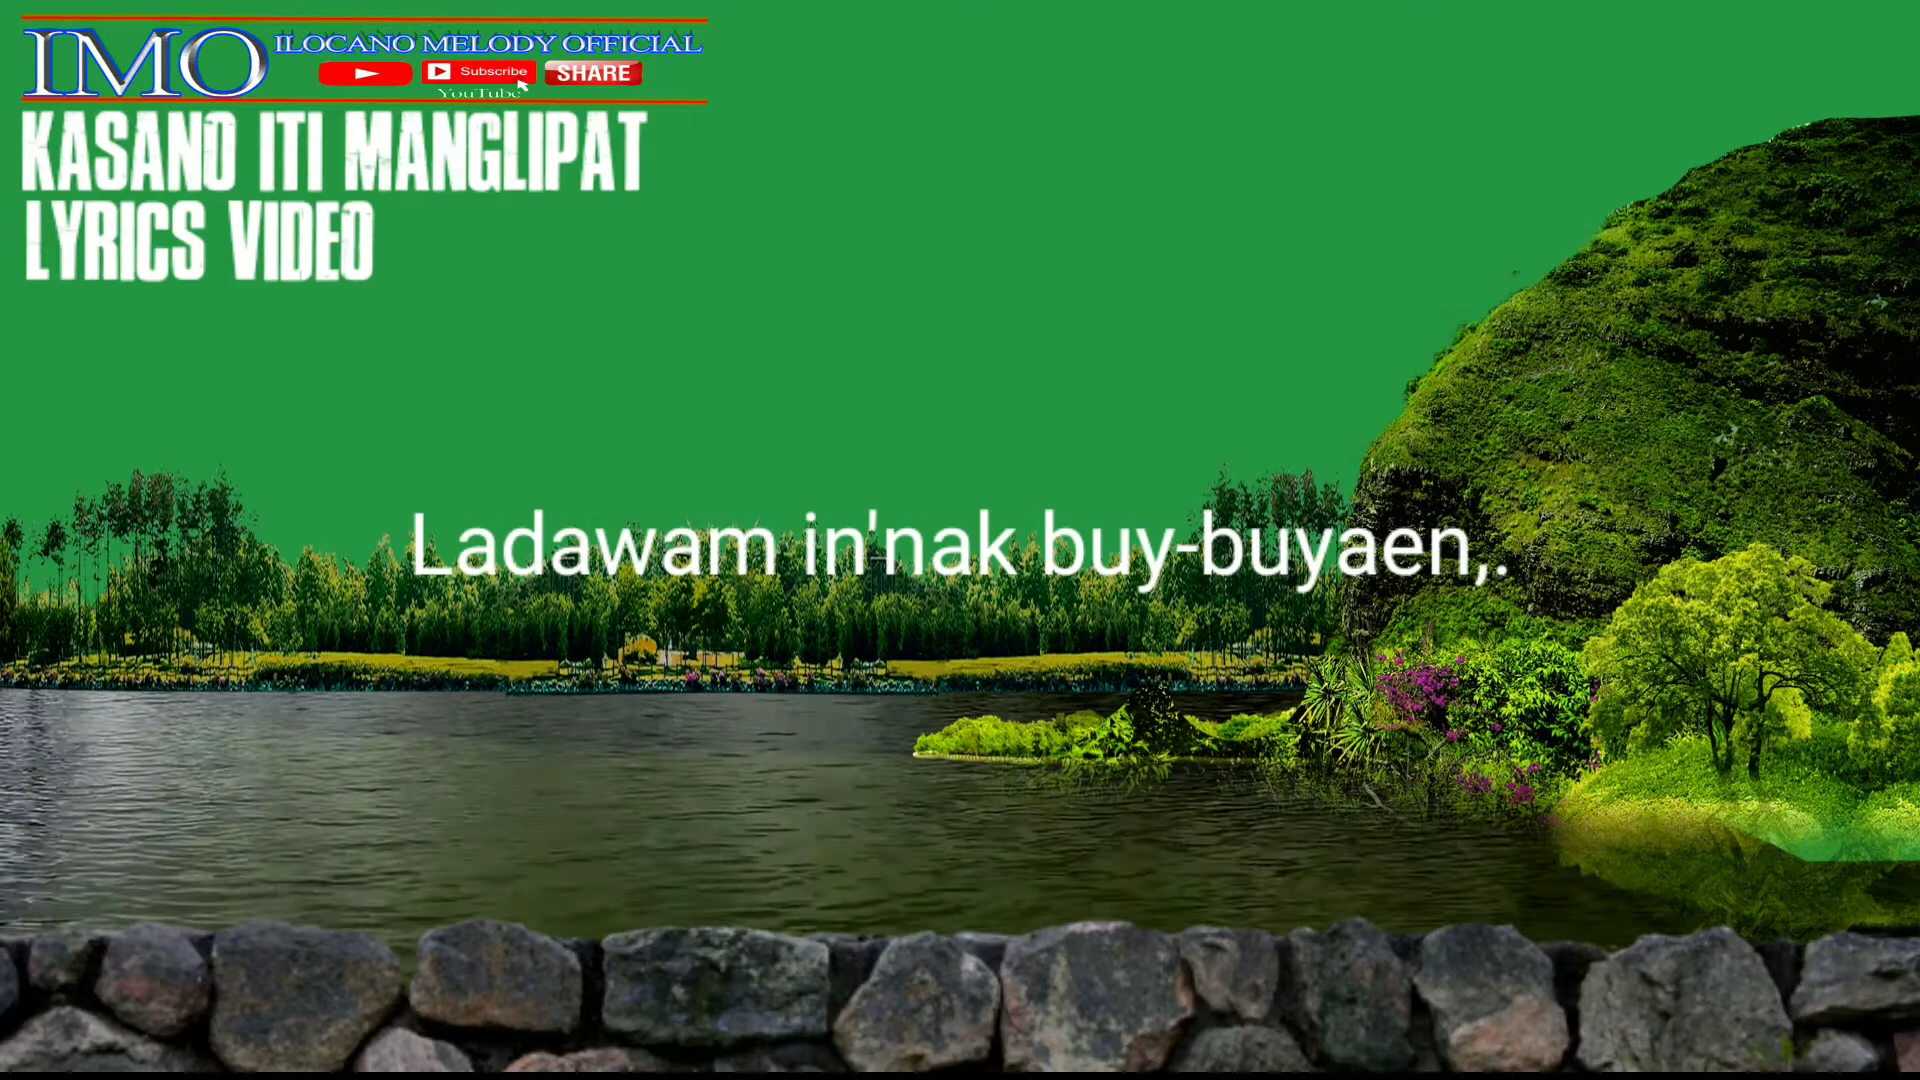 IMO ILOCANO MELODY OFFICIAL
Subscribe SHARE
YouTube
KASANO ITI MANGLIPAT
LYRICS VIDEO
Ladawam in'nak buy-buyaen,.